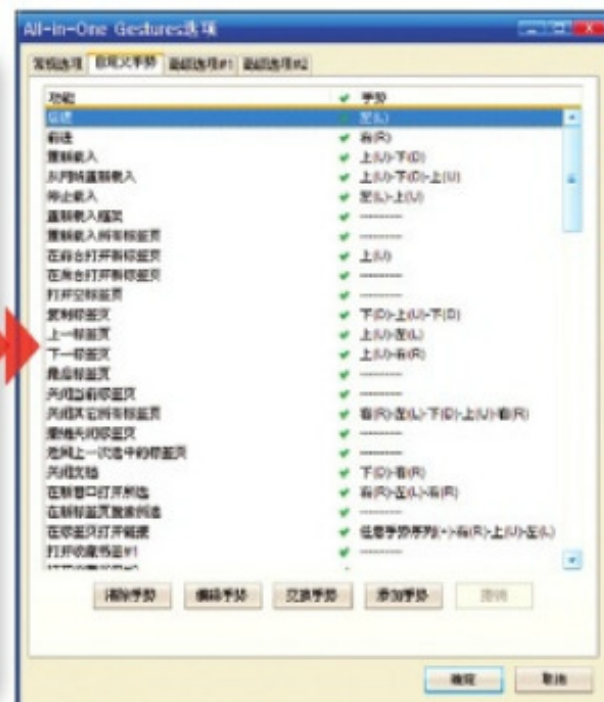 All-in-One Gestures选项
常规选项 自定义手势 高级选项#1 高级选项#2
功能 ✔ 手势
后退 ✔ 左(L)
前进 ✔ 右(R)
重新载入 ✔ 上(U)-下(D)
从网络重新载入 ✔ 上(U)-下(D)-上(U)
停止载入 ✔ 左(L)-上(U)
重新载入框架 ✔ ---------
重新载入所有标签页 ✔ ---------
在前台打开新标签页 ✔ 上(U)
在后台打开新标签页 ✔ ---------
打开空标签页 ✔ ---------
复制标签页 ✔ 下(D)-上(U)-下(D)
上一标签页 ✔ 上(U)-左(L)
下一标签页 ✔ 上(U)-右(R)
最后标签页 ✔ ---------
关闭当前标签页 ✔ ---------
关闭其它所有标签页 ✔ 右(R)-左(L)-下(D)-上(U)-右(R)
撤销关闭标签页 ✔ ---------
返回上一次选中的标签页 ✔ ---------
关闭文档 ✔ 下(D)-右(R)
在新窗口打开所选 ✔ 右(R)-左(L)-右(R)
在新标签页搜索所选 ✔ ---------
在标签页打开链接 ✔ 任意手势序列(+)-右(R)-上(U)-左(L)
打开收藏书签#1 ✔ ---------
清除手势 编辑手势 交换手势 添加手势 撤销
确定 取消